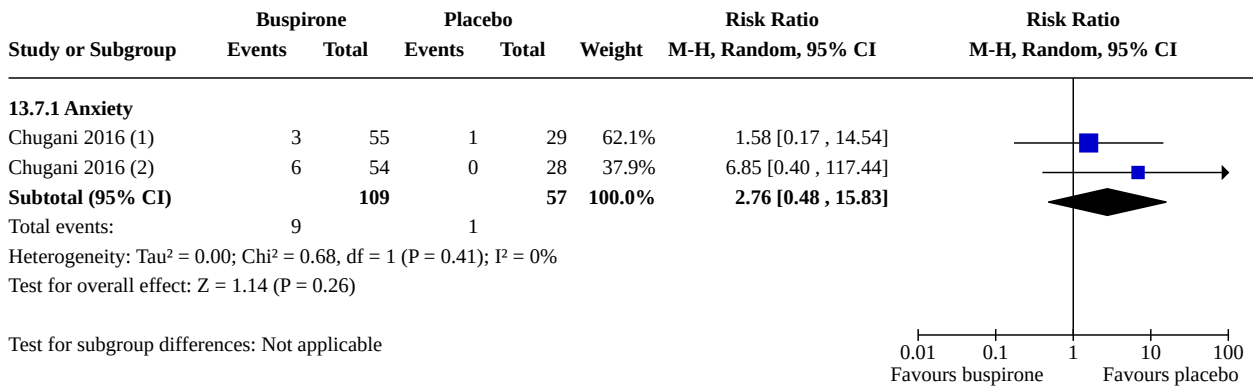 Buspirone Placebo Risk Ratio Risk Ratio
Study or Subgroup Events Total Events Total Weight M-H, Random, 95% CI M-H, Random, 95% CI
13.7.1 Anxiety
Chugani 2016 (1) 3 55 1 29 62.1% 1.58 [0.17 , 14.54]
Chugani 2016 (2) 6 54 0 28 37.9% 6.85 [0.40 , 117.44]
Subtotal (95% CI) 109 57 100.0% 2.76 [0.48 , 15.83]
Total events: 9 1
Heterogeneity: Tau² = 0.00; Chi² = 0.68, df = 1 (P = 0.41); I² = 0%
Test for overall effect: Z = 1.14 (P = 0.26)
Test for subgroup differences: Not applicable
0.01 0.1 1 10 100
Favours buspirone Favours placebo